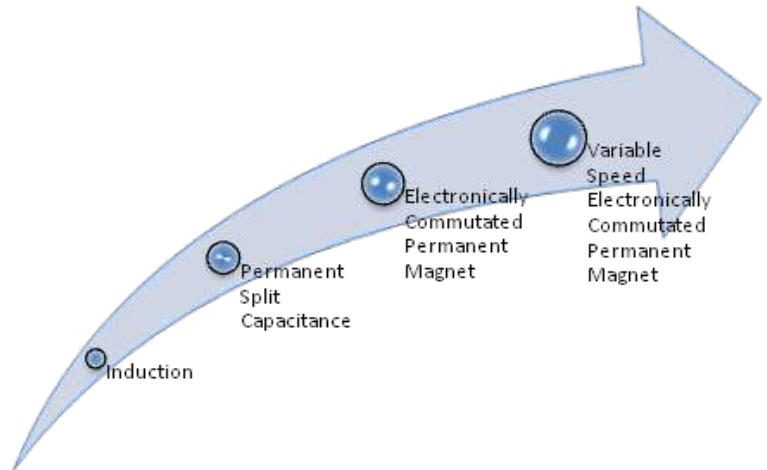 Variable
Speed
Electronically
Commutated
Permanent
Magnet
Electronically
Commutated
Permanent
Magnet
Permanent
Split
Capacitance
Induction